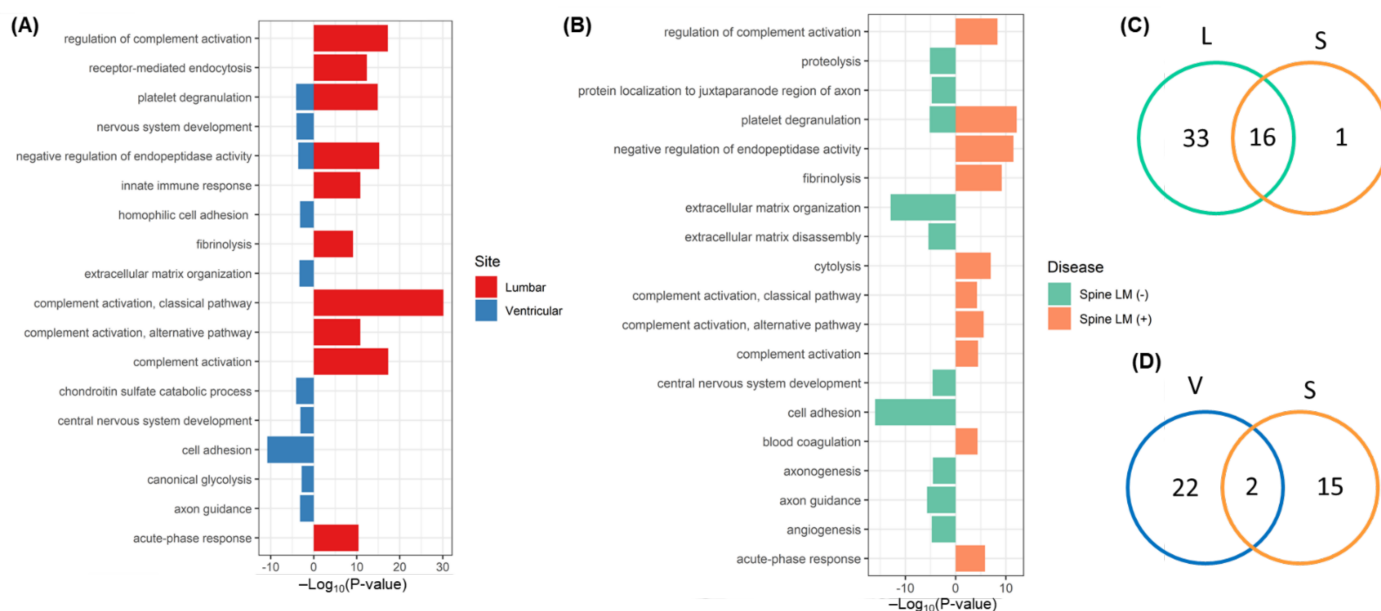 (A)
regulation of complement activation
receptor-mediated endocytosis
platelet degranulation
nervous system development
negative regulation of endopeptidase activity
innate immune response
homophilic cell adhesion
fibrinolysis
extracellular matrix organization
complement activation, classical pathway
complement activation, alternative pathway
complement activation
chondroitin sulfate catabolic process
central nervous system development
cell adhesion
canonical glycolysis
axon guidance
acute-phase response
-10 0 10 20 30
–Log10(P-value)
Site
Lumbar
Ventricular
(B)
regulation of complement activation
proteolysis
protein localization to juxtaparanode region of axon
platelet degranulation
negative regulation of endopeptidase activity
fibrinolysis
extracellular matrix organization
extracellular matrix disassembly
cytolysis
complement activation, classical pathway
complement activation, alternative pathway
complement activation
central nervous system development
cell adhesion
blood coagulation
axonogenesis
axon guidance
angiogenesis
acute-phase response
-10 0 10
–Log10(P-value)
Disease
Spine LM (-)
Spine LM (+)
(C)
L S
33 16 1
(D)
V S
22 2 15